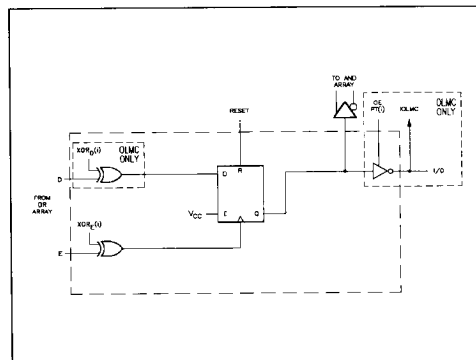 TO AND
ARRAY
OE
PT(i)
IOLMC
OLMC
ONLY
RESET
XOR_D(i)
OLMC
ONLY
I/O
D
D
R
FROM
OR
ARRAY
V_CC
E
Q
XOR_E(i)
E